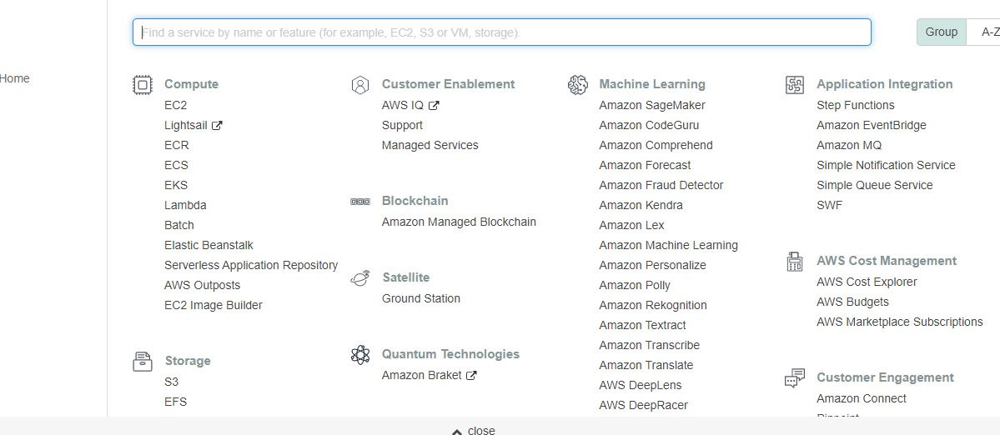 Find a service by name or feature (for example, EC2, S3 or VM, storage).
Group
A-Z
Home
Compute
EC2
Lightsail
ECR
ECS
EKS
Lambda
Batch
Elastic Beanstalk
Serverless Application Repository
AWS Outposts
EC2 Image Builder
Storage
S3
EFS
Customer Enablement
AWS IQ
Support
Managed Services
Blockchain
Amazon Managed Blockchain
Satellite
Ground Station
Quantum Technologies
Amazon Braket
Machine Learning
Amazon SageMaker
Amazon CodeGuru
Amazon Comprehend
Amazon Forecast
Amazon Fraud Detector
Amazon Kendra
Amazon Lex
Amazon Machine Learning
Amazon Personalize
Amazon Polly
Amazon Rekognition
Amazon Textract
Amazon Transcribe
Amazon Translate
AWS DeepLens
AWS DeepRacer
Application Integration
Step Functions
Amazon EventBridge
Amazon MQ
Simple Notification Service
Simple Queue Service
SWF
AWS Cost Management
AWS Cost Explorer
AWS Budgets
AWS Marketplace Subscriptions
Customer Engagement
Amazon Connect
close